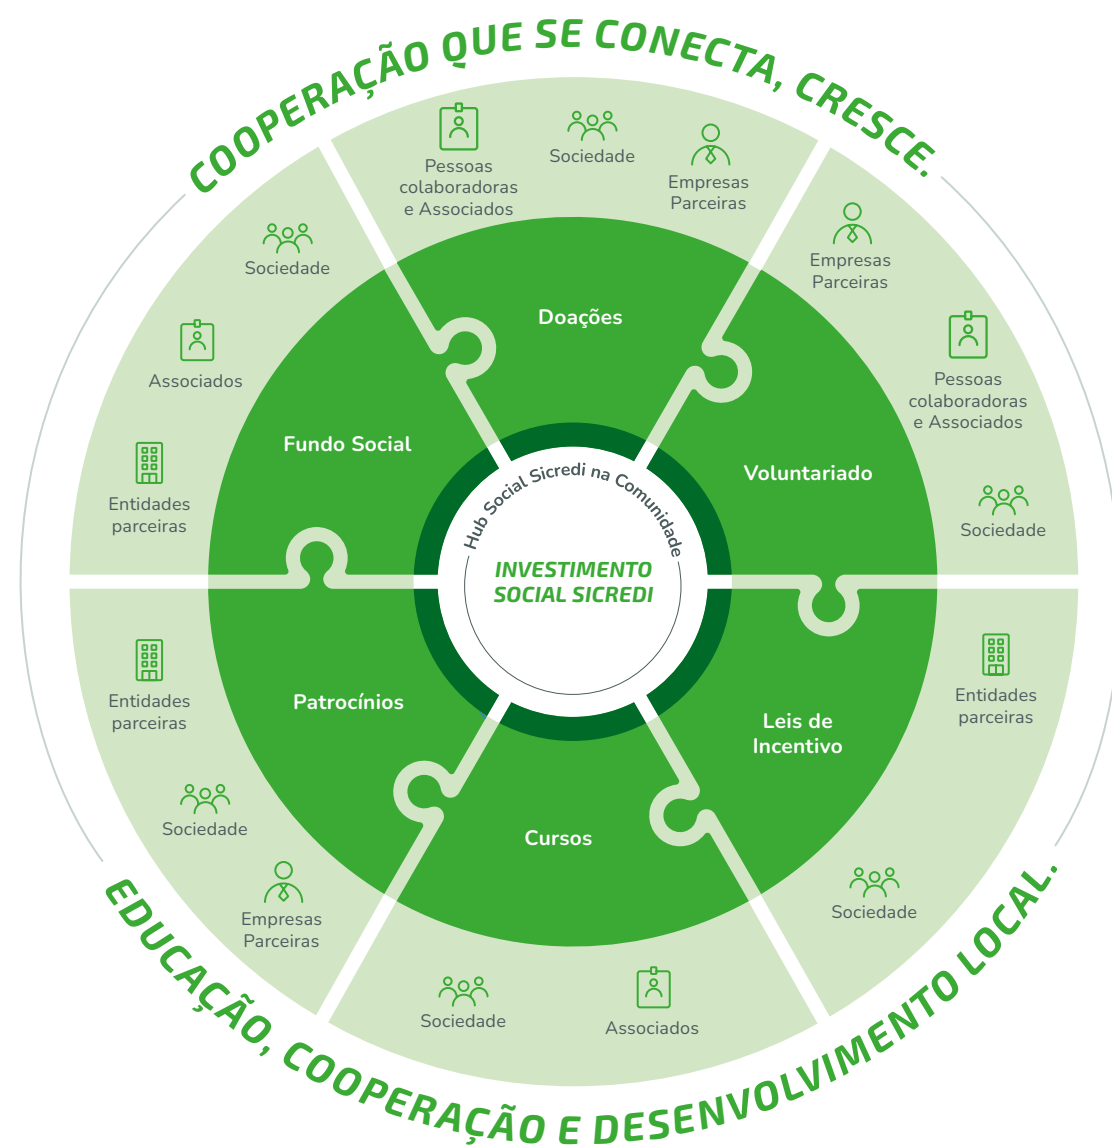 COOPERAÇÃO QUE SE CONECTA, CRESCE.
Pessoas
colaboradoras
e Associados
Sociedade
Empresas
Parceiras
Doações
Empresas
Parceiras
Pessoas
colaboradoras
e Associados
Sociedade
Voluntariado
Sociedade
Associados
Entidades
parceiras
Fundo Social
Hub Social Sicredi na Comunidade
INVESTIMENTO
SOCIAL SICREDI
Entidades
parceiras
Sociedade
Empresas
Parceiras
Patrocínios
Leis de
Incentivo
Entidades
parceiras
Sociedade
Cursos
Sociedade
Associados
EDUCAÇÃO, COOPERAÇÃO E DESENVOLVIMENTO LOCAL.